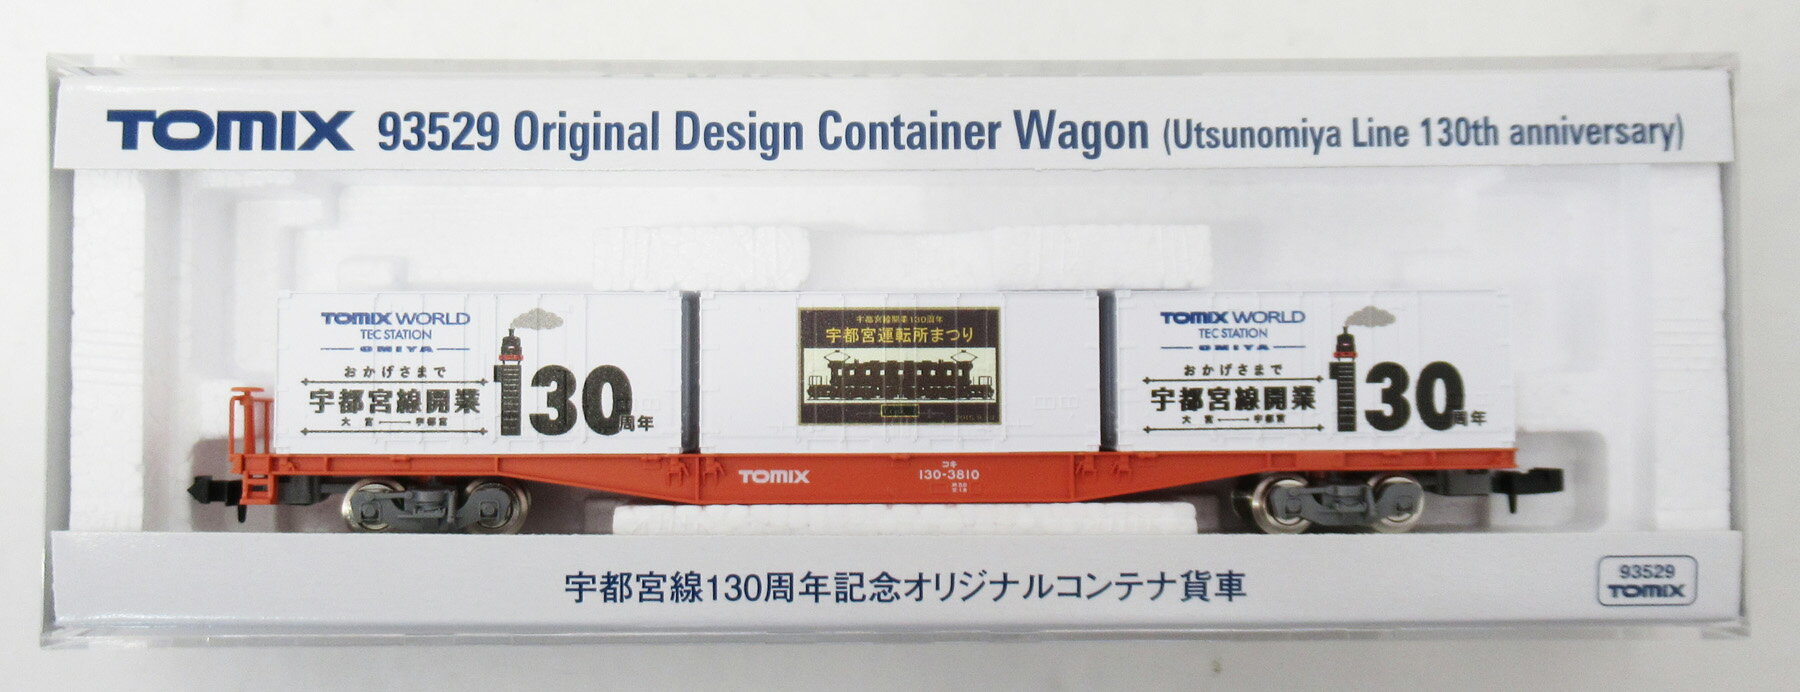 TOMIX 93529 Original Design Container Wagon (Utsunomiya Line 130th anniversary)
TOMIX WORLD
TEC STATION
OMIYA
おかげさまで
宇都宮線開業
大宮 宇都宮
130
周年
宇都宮線開業130周年
宇都宮運転所まつり
TOMIX WORLD
TEC STATION
OMIYA
おかげさまで
宇都宮線開業
大宮 宇都宮
130
周年
TOMIX
コキ
130-3810
宇都宮線130周年記念オリジナルコンテナ貨車
93529
TOMIX